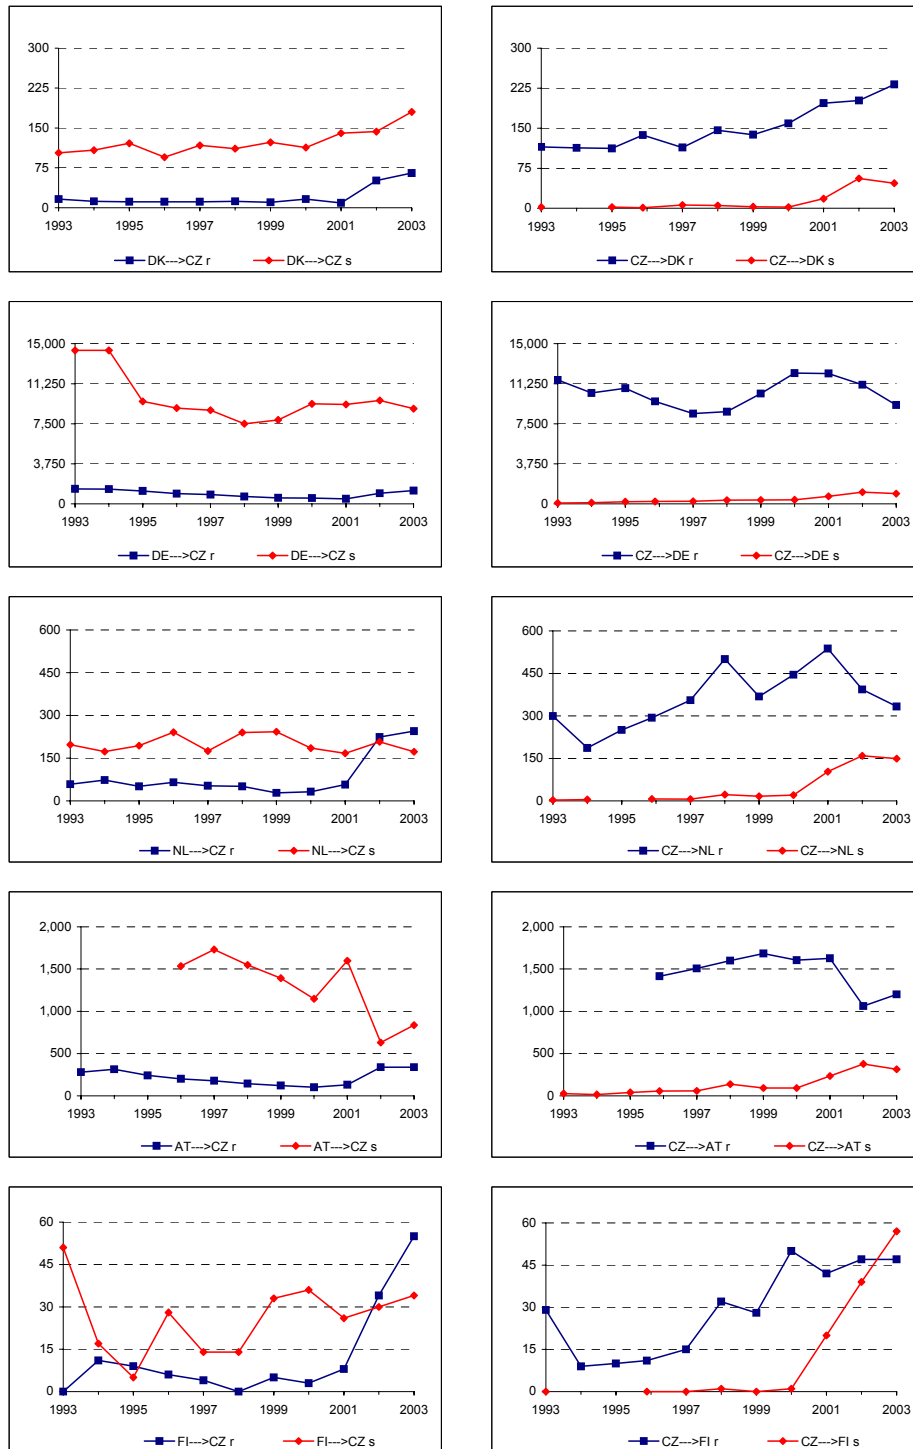 300
225
150
75
0
1993 1995 1997 1999 2001 2003
DK--->CZ r DK--->CZ s
300
225
150
75
0
1993 1995 1997 1999 2001 2003
CZ--->DK r CZ--->DK s
15,000
11,250
7,500
3,750
0
1993 1995 1997 1999 2001 2003
DE--->CZ r DE--->CZ s
15,000
11,250
7,500
3,750
0
1993 1995 1997 1999 2001 2003
CZ--->DE r CZ--->DE s
600
450
300
150
0
1993 1995 1997 1999 2001 2003
NL--->CZ r NL--->CZ s
600
450
300
150
0
1993 1995 1997 1999 2001 2003
CZ--->NL r CZ--->NL s
2,000
1,500
1,000
500
0
1993 1995 1997 1999 2001 2003
AT--->CZ r AT--->CZ s
2,000
1,500
1,000
500
0
1993 1995 1997 1999 2001 2003
CZ--->AT r CZ--->AT s
60
45
30
15
0
1993 1995 1997 1999 2001 2003
FI--->CZ r FI--->CZ s
60
45
30
15
0
1993 1995 1997 1999 2001 2003
CZ--->FI r CZ--->FI s